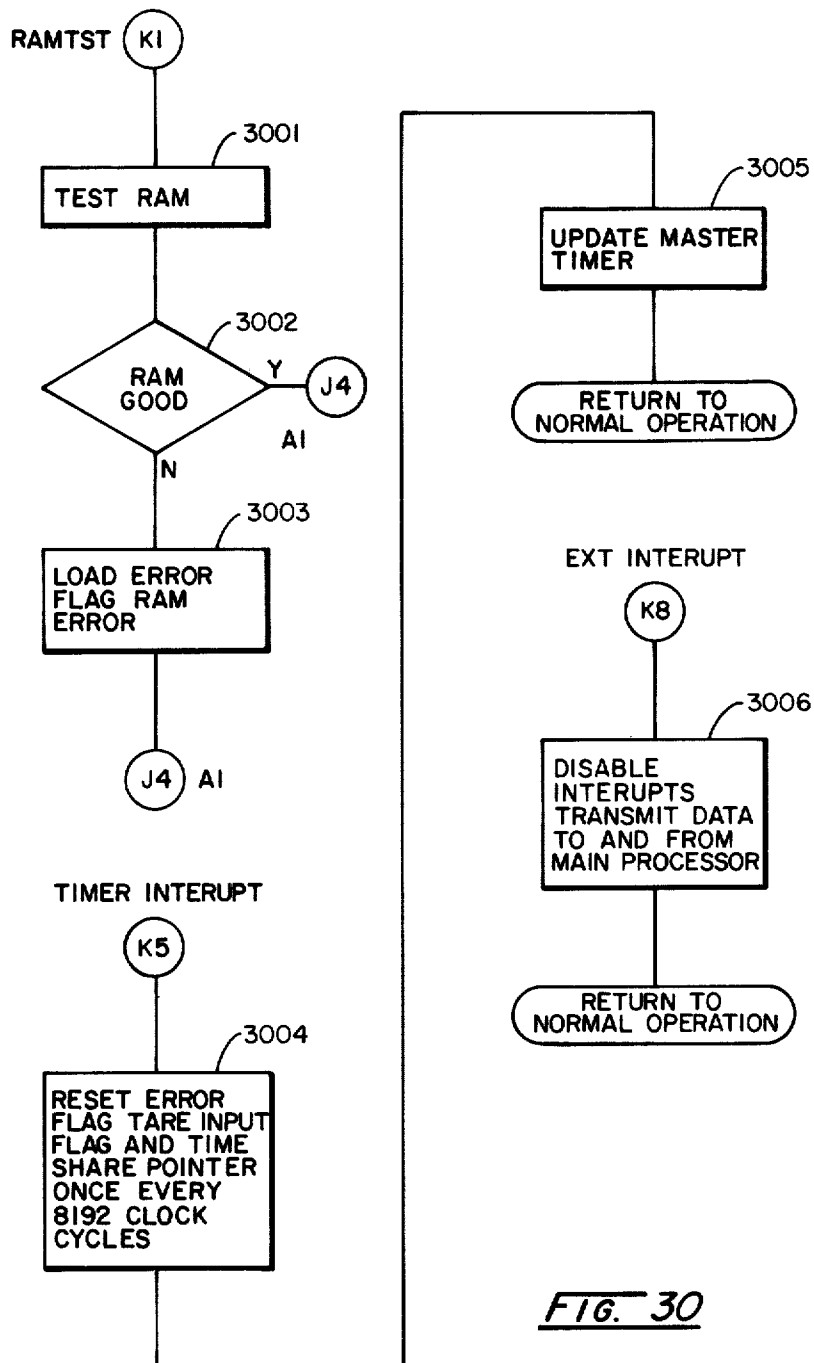 RAMTST K1
3001
TEST RAM
3002
RAM
GOOD
Y
J4
A1
N
3003
LOAD ERROR
FLAG RAM
ERROR
J4 A1
TIMER INTERUPT
K5
3004
RESET ERROR
FLAG TARE INPUT
FLAG AND TIME
SHARE POINTER
ONCE EVERY
8192 CLOCK
CYCLES
3005
UPDATE MASTER
TIMER
RETURN TO
NORMAL OPERATION
EXT INTERUPT
K8
3006
DISABLE
INTERUPTS
TRANSMIT DATA
TO AND FROM
MAIN PROCESSOR
RETURN TO
NORMAL OPERATION
FIG. 30